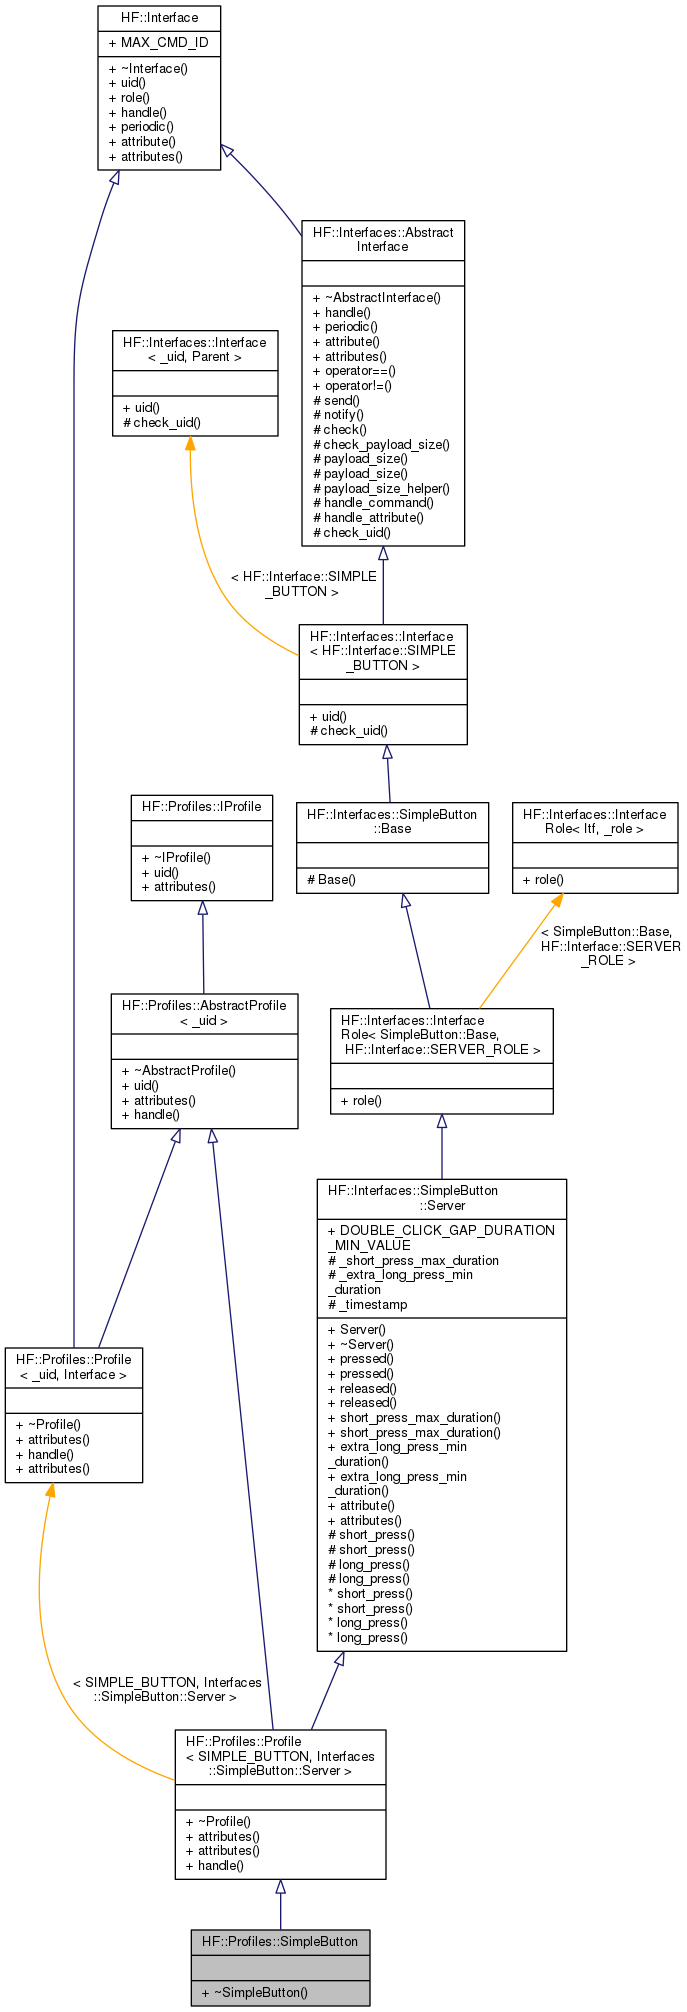 HF::Interface
+ MAX_CMD_ID
+ ~Interface()
+ uid()
+ role()
+ handle()
+ periodic()
+ attribute()
+ attributes()
HF::Interfaces::Abstract
Interface
+ ~AbstractInterface()
+ handle()
+ periodic()
+ attribute()
+ attributes()
+ operator==()
+ operator!=()
# send()
# notify()
# check()
# check_payload_size()
# payload_size()
# payload_size()
# payload_size_helper()
# handle_command()
# handle_attribute()
# check_uid()
HF::Interfaces::Interface
< _uid, Parent >
+ uid()
# check_uid()
< HF::Interface::SIMPLE
_BUTTON >
HF::Interfaces::Interface
< HF::Interface::SIMPLE
_BUTTON >
+ uid()
# check_uid()
HF::Profiles::IProfile
+ ~IProfile()
+ uid()
+ attributes()
HF::Interfaces::SimpleButton
::Base
# Base()
HF::Interfaces::Interface
Role< Itf, _role >
+ role()
< SimpleButton::Base,
HF::Interface::SERVER
_ROLE >
HF::Profiles::AbstractProfile
< _uid >
+ ~AbstractProfile()
+ uid()
+ attributes()
+ handle()
HF::Interfaces::Interface
Role< SimpleButton::Base,
HF::Interface::SERVER_ROLE >
+ role()
HF::Interfaces::SimpleButton
::Server
+ DOUBLE_CLICK_GAP_DURATION
_MIN_VALUE
# _short_press_max_duration
# _extra_long_press_min
_duration
# _timestamp
+ Server()
+ ~Server()
+ pressed()
+ pressed()
+ released()
+ released()
+ short_press_max_duration()
+ short_press_max_duration()
+ extra_long_press_min
_duration()
+ extra_long_press_min
_duration()
+ attribute()
+ attributes()
# short_press()
# short_press()
# long_press()
# long_press()
* short_press()
* short_press()
* long_press()
* long_press()
HF::Profiles::Profile
< _uid, Interface >
+ ~Profile()
+ attributes()
+ handle()
+ attributes()
< SIMPLE_BUTTON, Interfaces
::SimpleButton::Server >
HF::Profiles::Profile
< SIMPLE_BUTTON, Interfaces
::SimpleButton::Server >
+ ~Profile()
+ attributes()
+ attributes()
+ handle()
HF::Profiles::SimpleButton
+ ~SimpleButton()